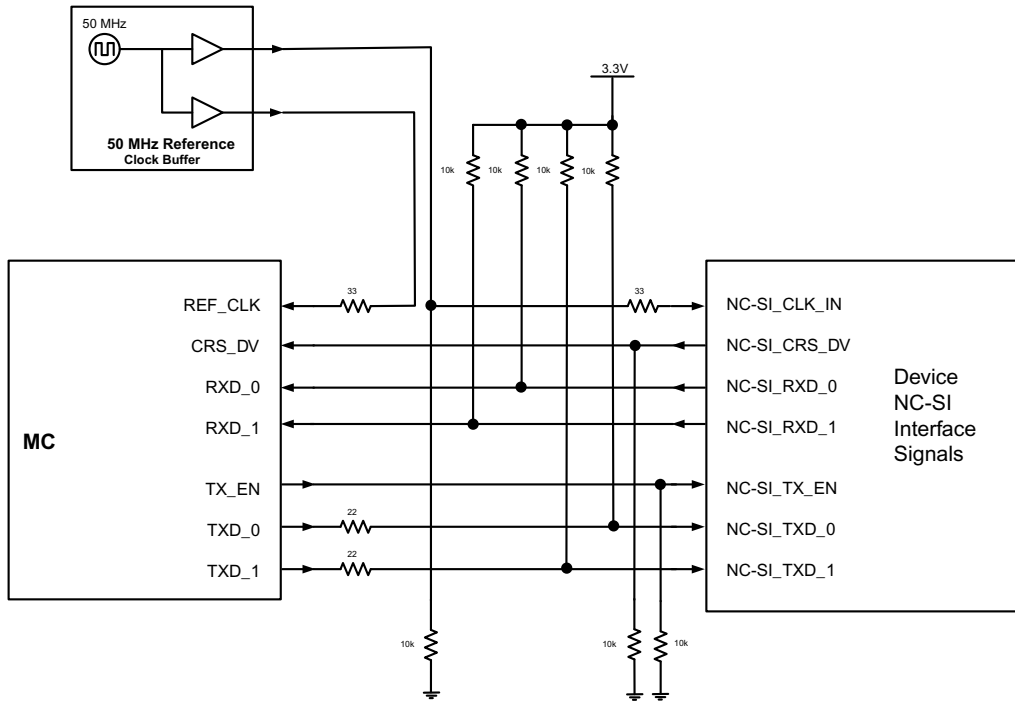 50 MHz
50 MHz Reference
Clock Buffer
3.3V
10k
10k
10k
10k
MC
REF_CLK
CRS_DV
RXD_0
RXD_1
TX_EN
TXD_0
TXD_1
33
33
22
22
NC-SI_CLK_IN
NC-SI_CRS_DV
NC-SI_RXD_0
NC-SI_RXD_1
NC-SI_TX_EN
NC-SI_TXD_0
NC-SI_TXD_1
Device
NC-SI
Interface
Signals
10k
10k
10k